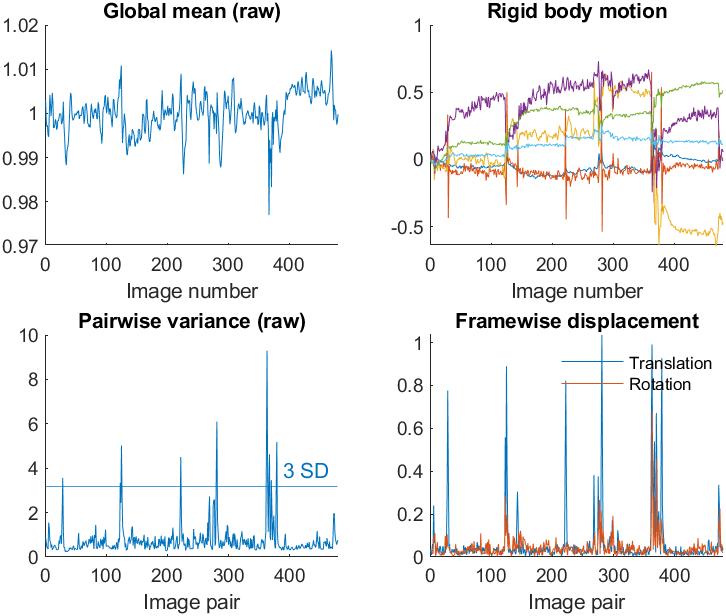 Global mean (raw)
1.02
1.01
1
0.99
0.98
0.97
0 100 200 300 400
Image number
Rigid body motion
1
0.5
0
-0.5
0 100 200 300 400
Image number
Pairwise variance (raw)
10
8
6
4
2
0
3 SD
0 100 200 300 400
Image pair
Framewise displacement
1
0.8
0.6
0.4
0.2
0
Translation
Rotation
0 100 200 300 400
Image pair